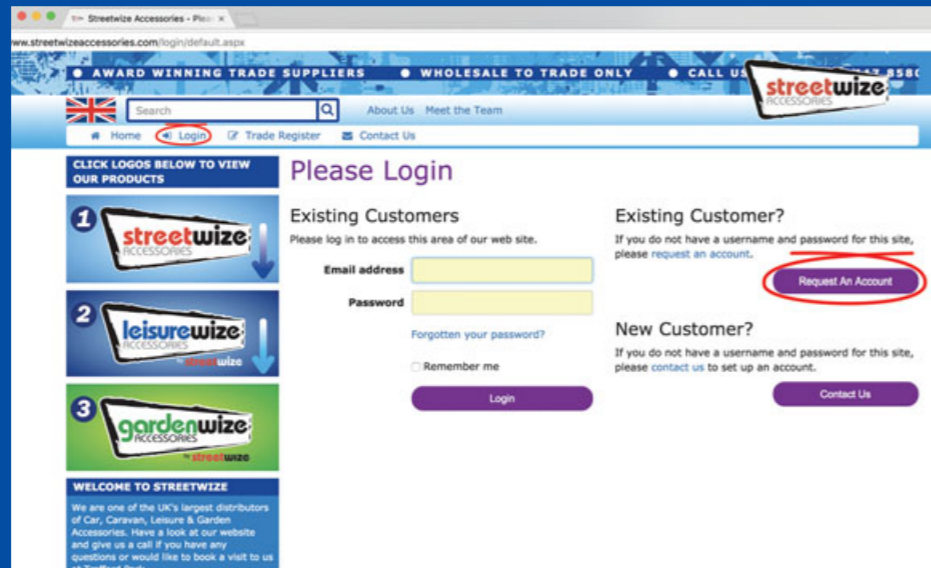 Streetwize Accessories - Plea
www.streetwizeaccessories.com/login/default.aspx
AWARD WINNING TRADE SUPPLIERS
WHOLESALE TO TRADE ONLY
CALL US
streetwize
ACCESSORIES
Search
About Us
Meet the Team
Home
Login
Trade Register
Contact Us
CLICK LOGOS BELOW TO VIEW
OUR PRODUCTS
1
streetwize
ACCESSORIES
2
leisurewize
ACCESSORIES
by streetwize
3
gardenwize
ACCESSORIES
by streetwize
WELCOME TO STREETWIZE
We are one of the UK's largest distributors
of Car, Caravan, Leisure & Garden
Accessories. Have a look at our website
and give us a call if you have any
questions or would like to book a visit to us
at Trafford Park
Please Login
Existing Customers
Please log in to access this area of our web site.
Email address
Password
Forgotten your password?
Remember me
Login
Existing Customer?
If you do not have a username and password for this site,
please request an account.
Request An Account
New Customer?
If you do not have a username and password for this site,
please contact us to set up an account.
Contact Us